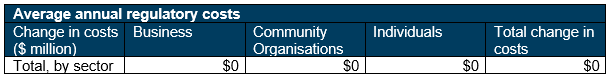 Average annual regulatory costs
Change in costs ($ million) Business Community Organisations Individuals Total change in costs
Total, by sector $0 $0 $0 $0